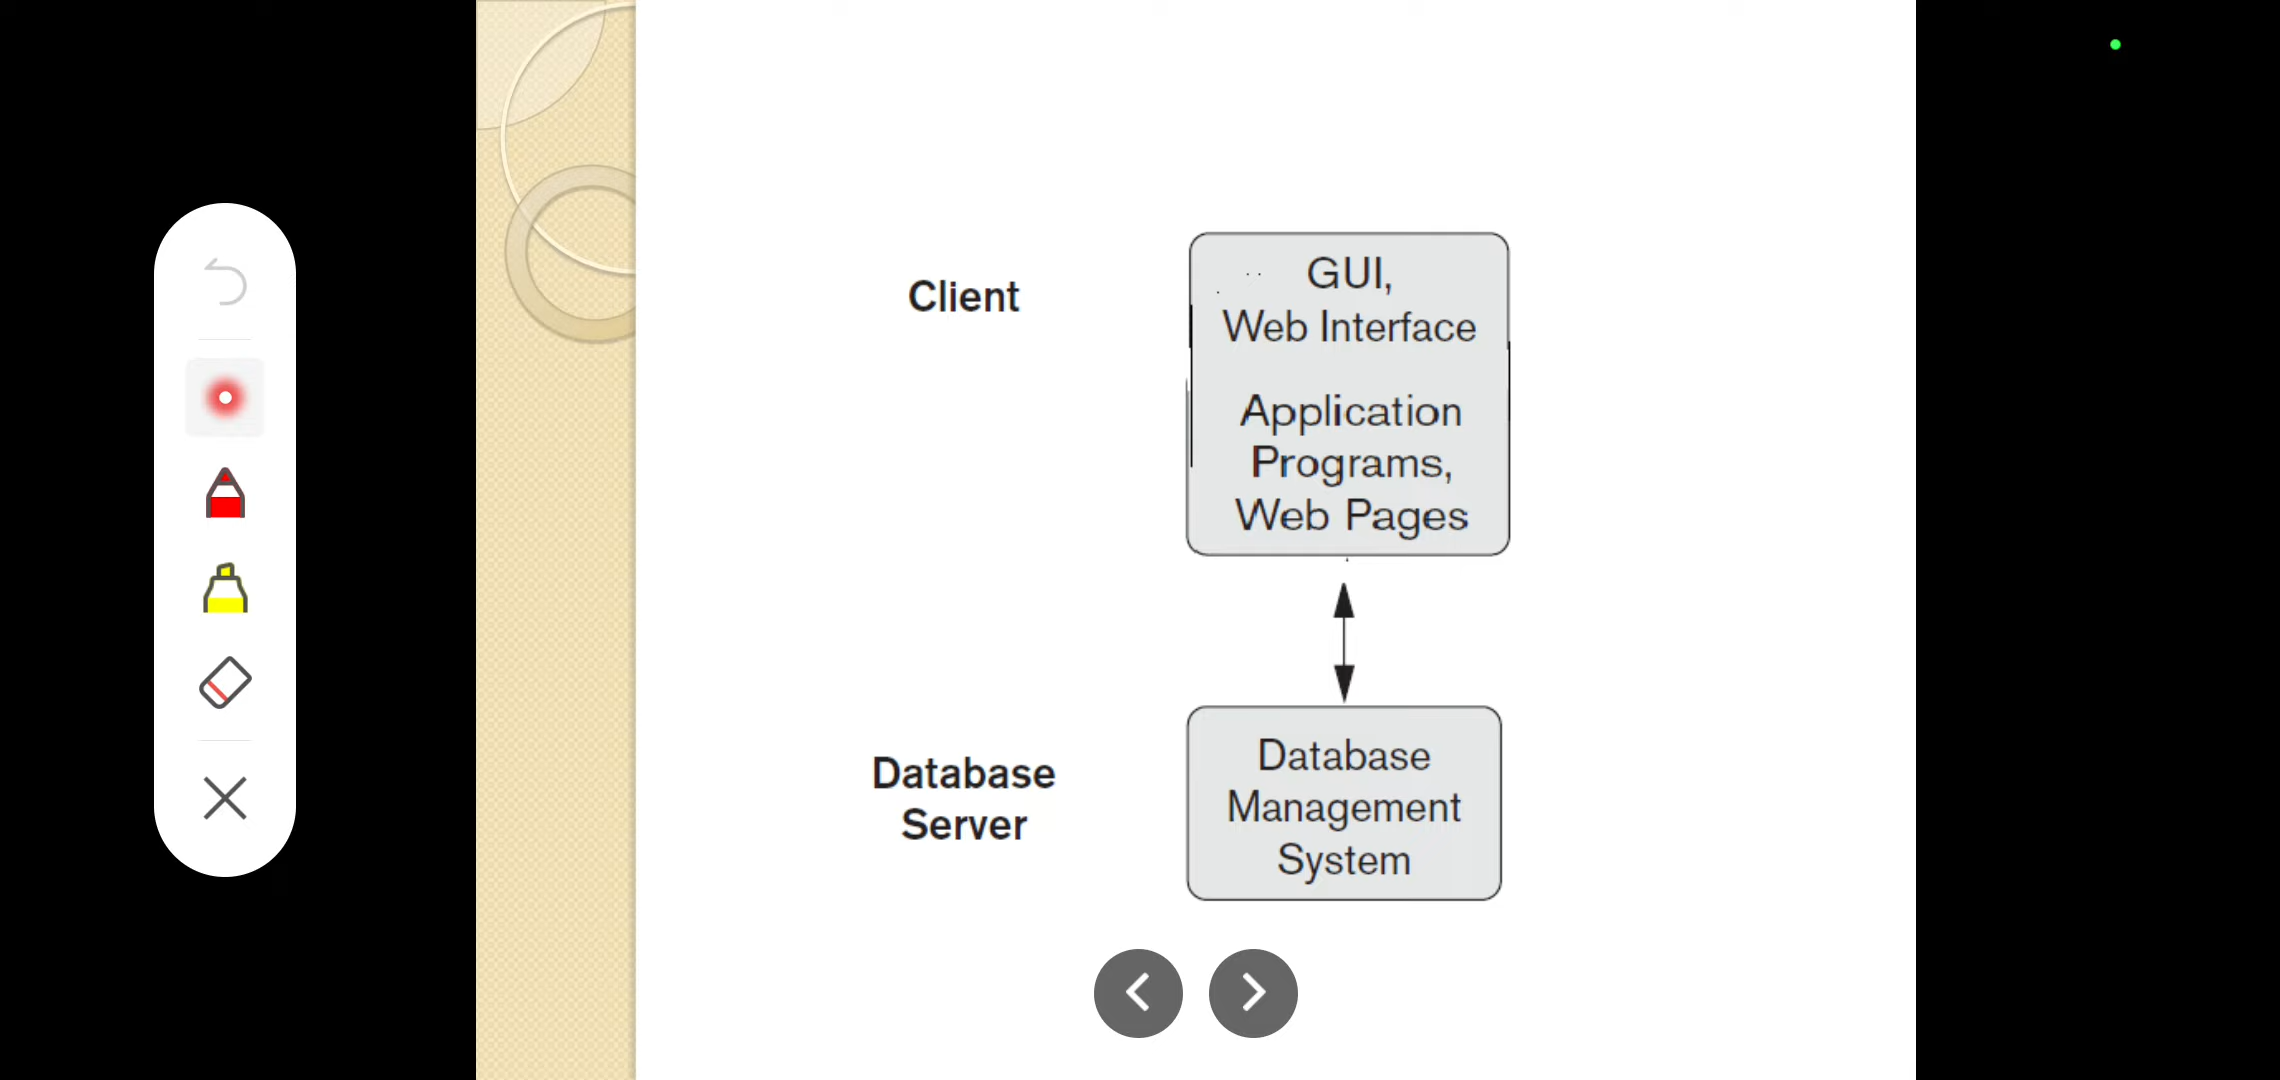 Client
GUI,
Web Interface
Application
Programs,
Web Pages
Database
Server
Database
Management
System